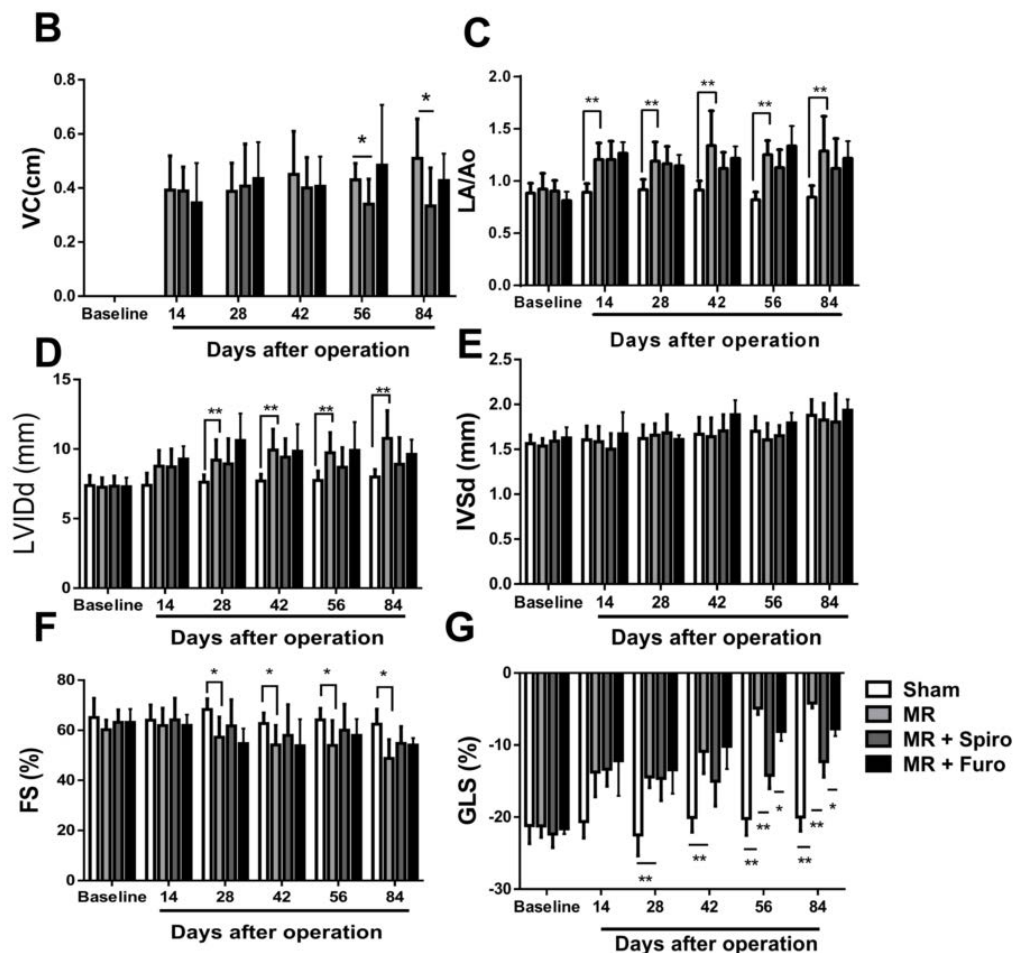 B
VC(cm)
0.8
0.6
0.4
0.2
0.0
* *
Baseline 14 28 42 56 84
Days after operation
C
LA/Ao
2.0
1.5
1.0
0.5
0.0
** ** ** ** **
Baseline 14 28 42 56 84
Days after operation
D
LVIDd (mm)
15
10
5
0
** ** ** **
Baseline 14 28 42 56 84
Days after operation
E
IVSd (mm)
2.5
2.0
1.5
1.0
0.5
0.0
Baseline 14 28 42 56 84
Days after operation
F
FS (%)
80
60
40
20
0
* * * *
Baseline 14 28 42 56 84
Days after operation
G
GLS (%)
0
-10
-20
-30
** ** ** ** * ** ** *
Baseline 14 28 42 56 84
Days after operation
Sham
MR
MR + Spiro
MR + Furo